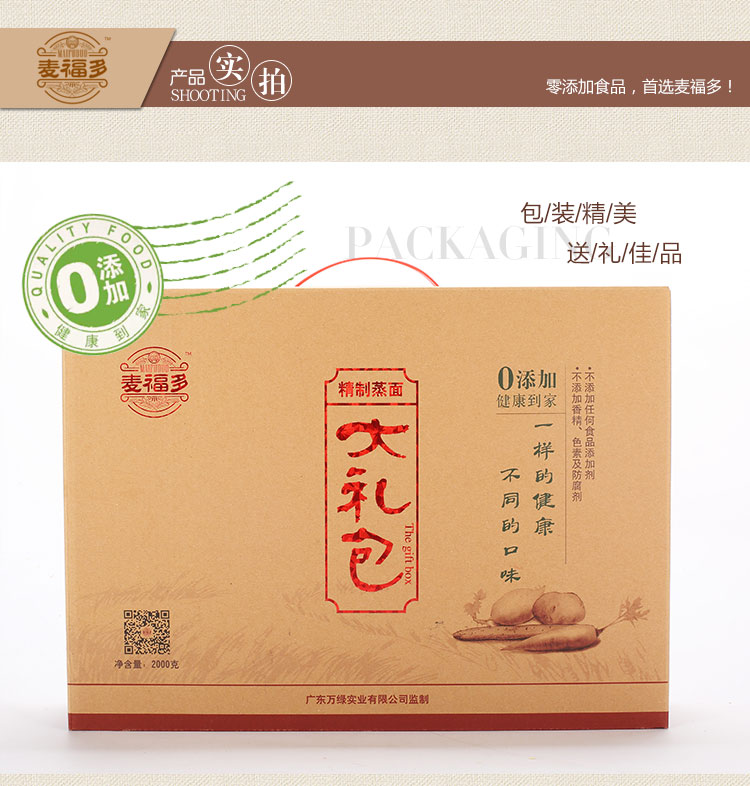 MAIFUDUO
麦福多
TM
产品实拍
SHOOTING
零添加食品，首选麦福多！
包/装/精/美
PACKAGING
送/礼/佳/品
QUALITY FOOD
0添加
健康到家
麦福多
TM
精制蒸面
大礼包
The gift box
0添加
健康到家
一样的健康
不同的口味
•不添加任何食品添加剂
•不添加香精、色素及防腐剂
净含量：2000克
广东万绿实业有限公司监制